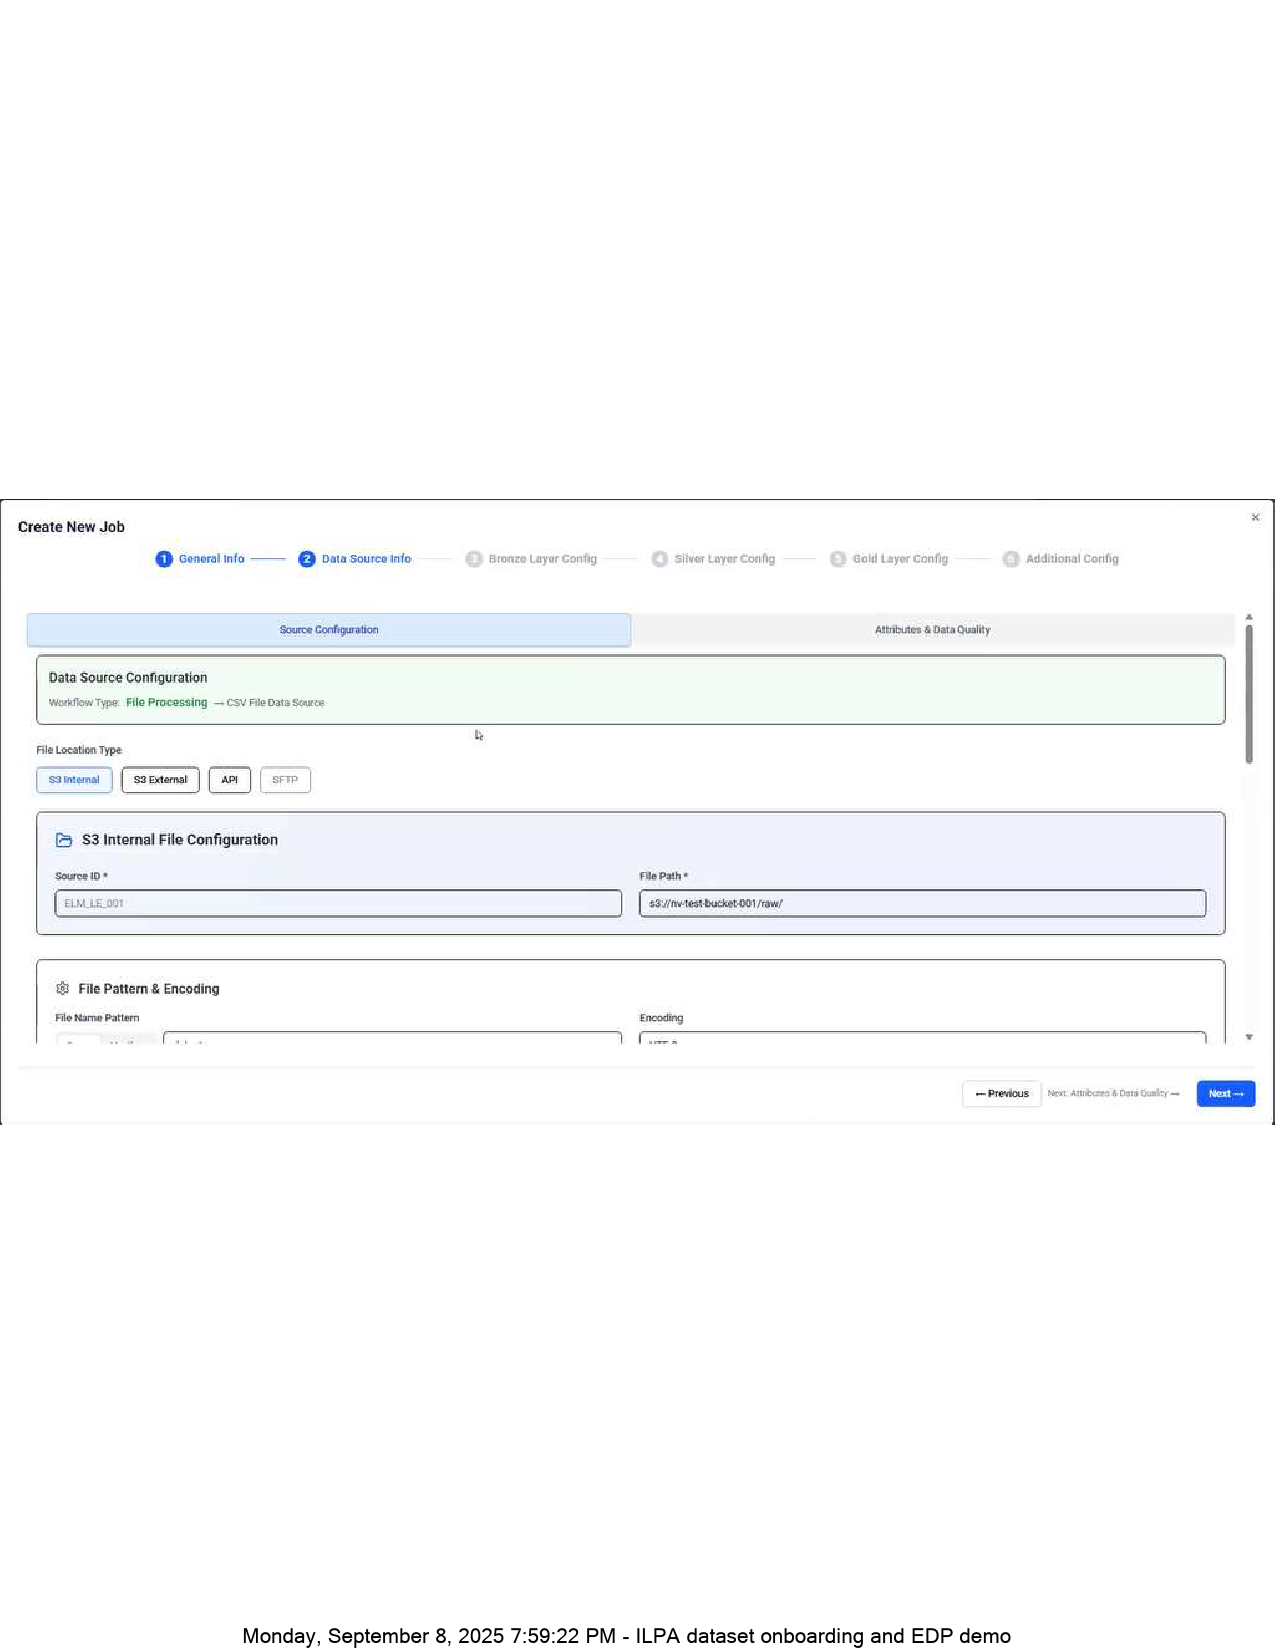 Create New Job
×
1 General Info 2 Data Source Info 3 Bronze Layer Config 4 Silver Layer Config 5 Gold Layer Config 6 Additional Config
Source Configuration Attributes & Data Quality
Data Source Configuration
Workflow Type: File Processing → CSV File Data Source
File Location Type
S3 Internal S3 External API SFTP
S3 Internal File Configuration
Source ID * File Path *
ELM_LE_001 s3://nv-test-bucket-001/raw/
File Pattern & Encoding
File Name Pattern Encoding
← Previous Next: Attributes & Data Quality → Next →
Monday, September 8, 2025 7:59:22 PM - ILPA dataset onboarding and EDP demo